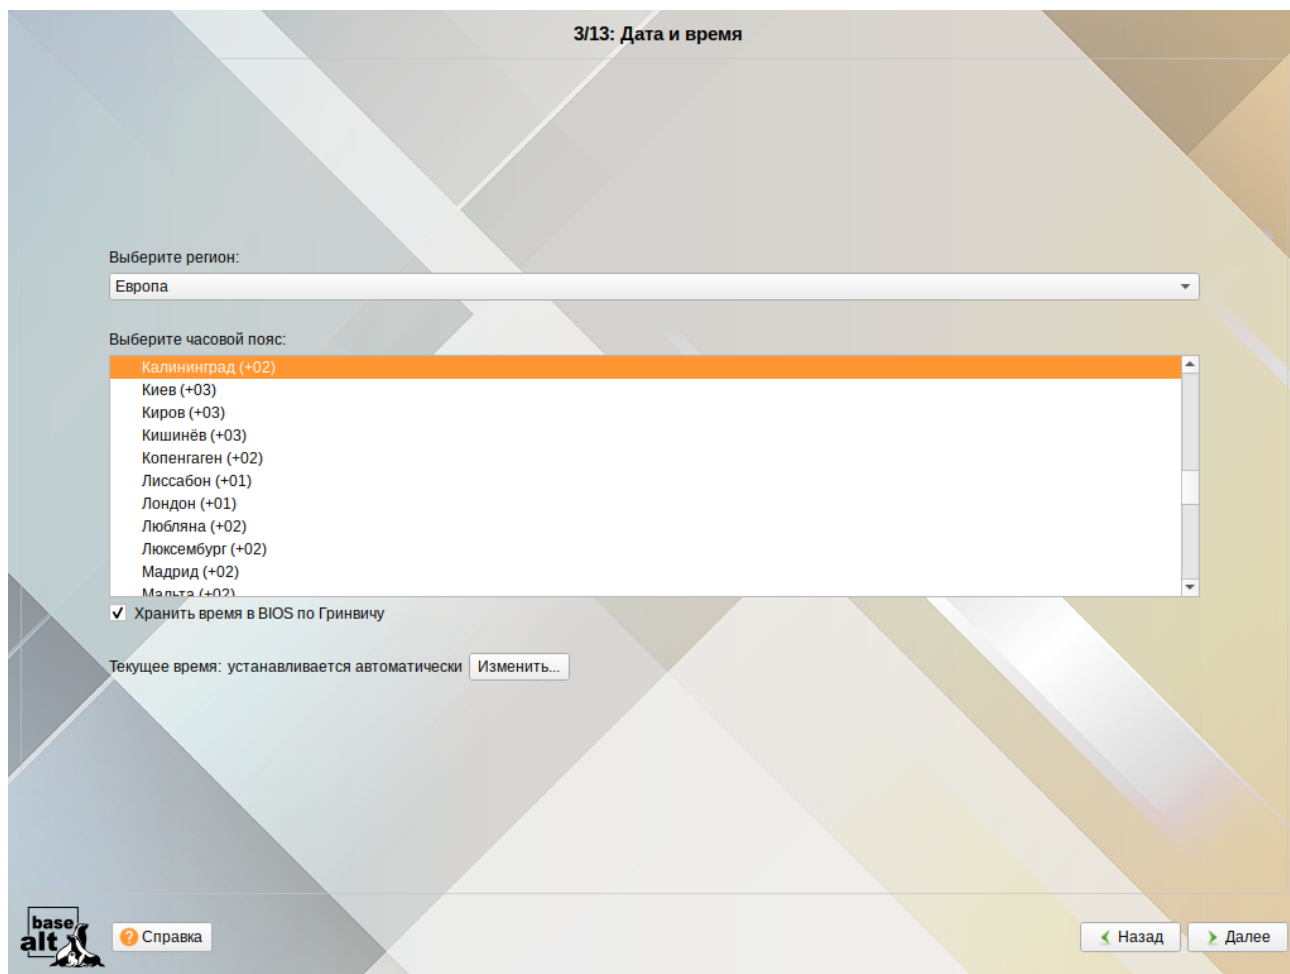 3/13: Дата и время
Выберите регион:
Европа
Выберите часовой пояс:
Калининград (+02)
Киев (+03)
Киров (+03)
Кишинёв (+03)
Копенгаген (+02)
Лиссабон (+01)
Лондон (+01)
Любляна (+02)
Люксембург (+02)
Мадрид (+02)
Мальта (+02)
Хранить время в BIOS по Гринвичу
Текущее время: устанавливается автоматически Изменить...
base
alt
? Справка
Назад Далее